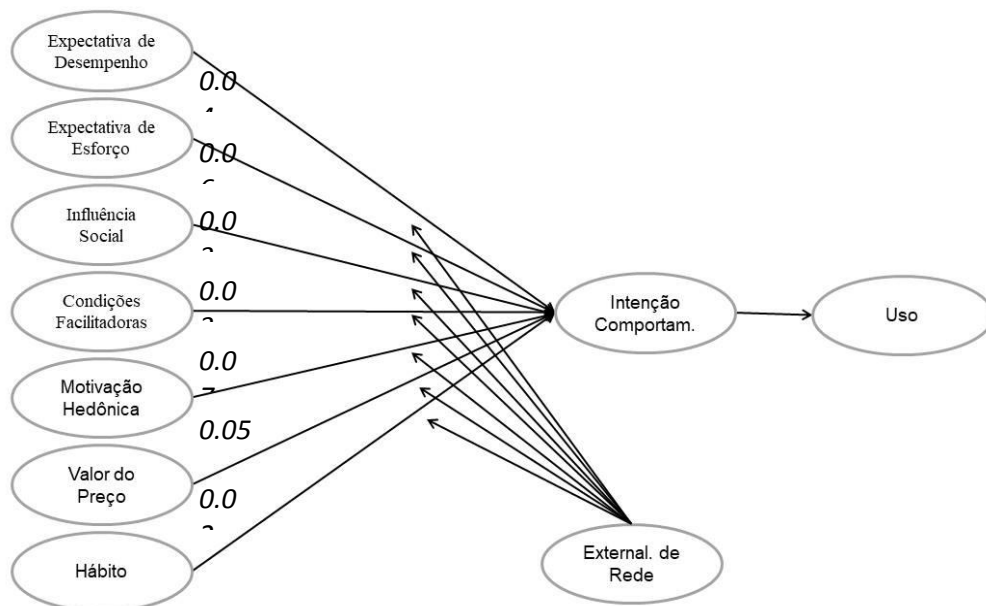 Expectativa de
Desempenho
0.0
Expectativa de
Esforço
0.0
Influência
Social
0.0
Condições
Facilitadoras
0.0
Motivação
Hedônica
0.0
0.05
Valor do
Preço
0.0
Hábito
Intenção
Comportam.
Uso
External. de
Rede